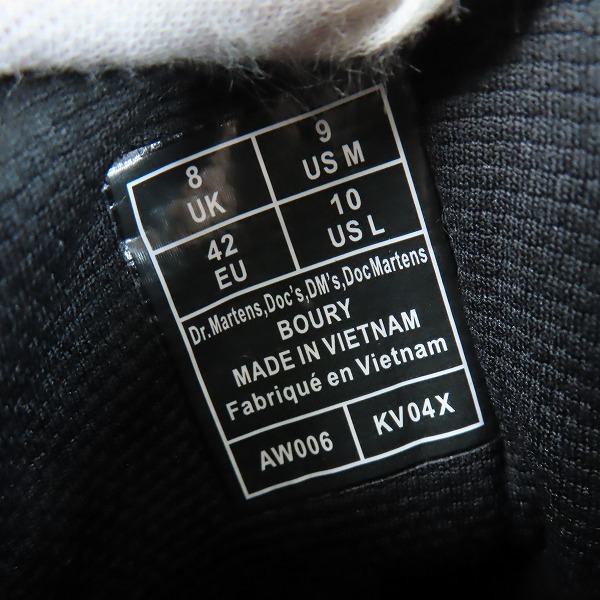 8
UK
9
US M
42
EU
10
US L
Dr.Martens,Doc's,DM's,DocMartens
BOURY
MADE IN VIETNAM
Fabriqué en Vietnam
AW006
KV04X